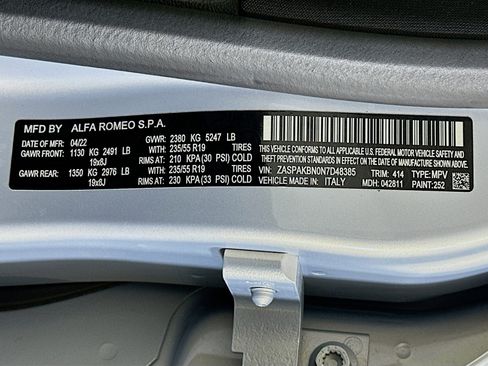 MFD BY ALFA ROMEO S.P.A.
DATE OF MFR: 04/22 GVWR: 2380 KG 5247 LB
GAWR FRONT: 1130 KG 2491 LB WITH: 235/55 R19
19x8J RIMS AT: 210 KPA(30 PSI) COLD
GAWR REAR: 1350 KG 2976 LB WITH: 235/55 R19
19x8J RIMS AT: 230 KPA(33 PSI) COLD
THIS VEHICLE CONFORMS TO ALL APPLICABLE U.S. FEDERAL MOTOR VEHICLE
SAFETY, BUMPER, AND THEFT PREVENTION STANDARDS IN EFFECT ON THE DATE OF MANUFACTURE SHOWN ABOVE.
VIN: ZASPAKBN0N7D48385 TRIM: 414 TYPE: MPV
VEHICLE MADE IN: ITALY MDH: 042811 PAINT: 252